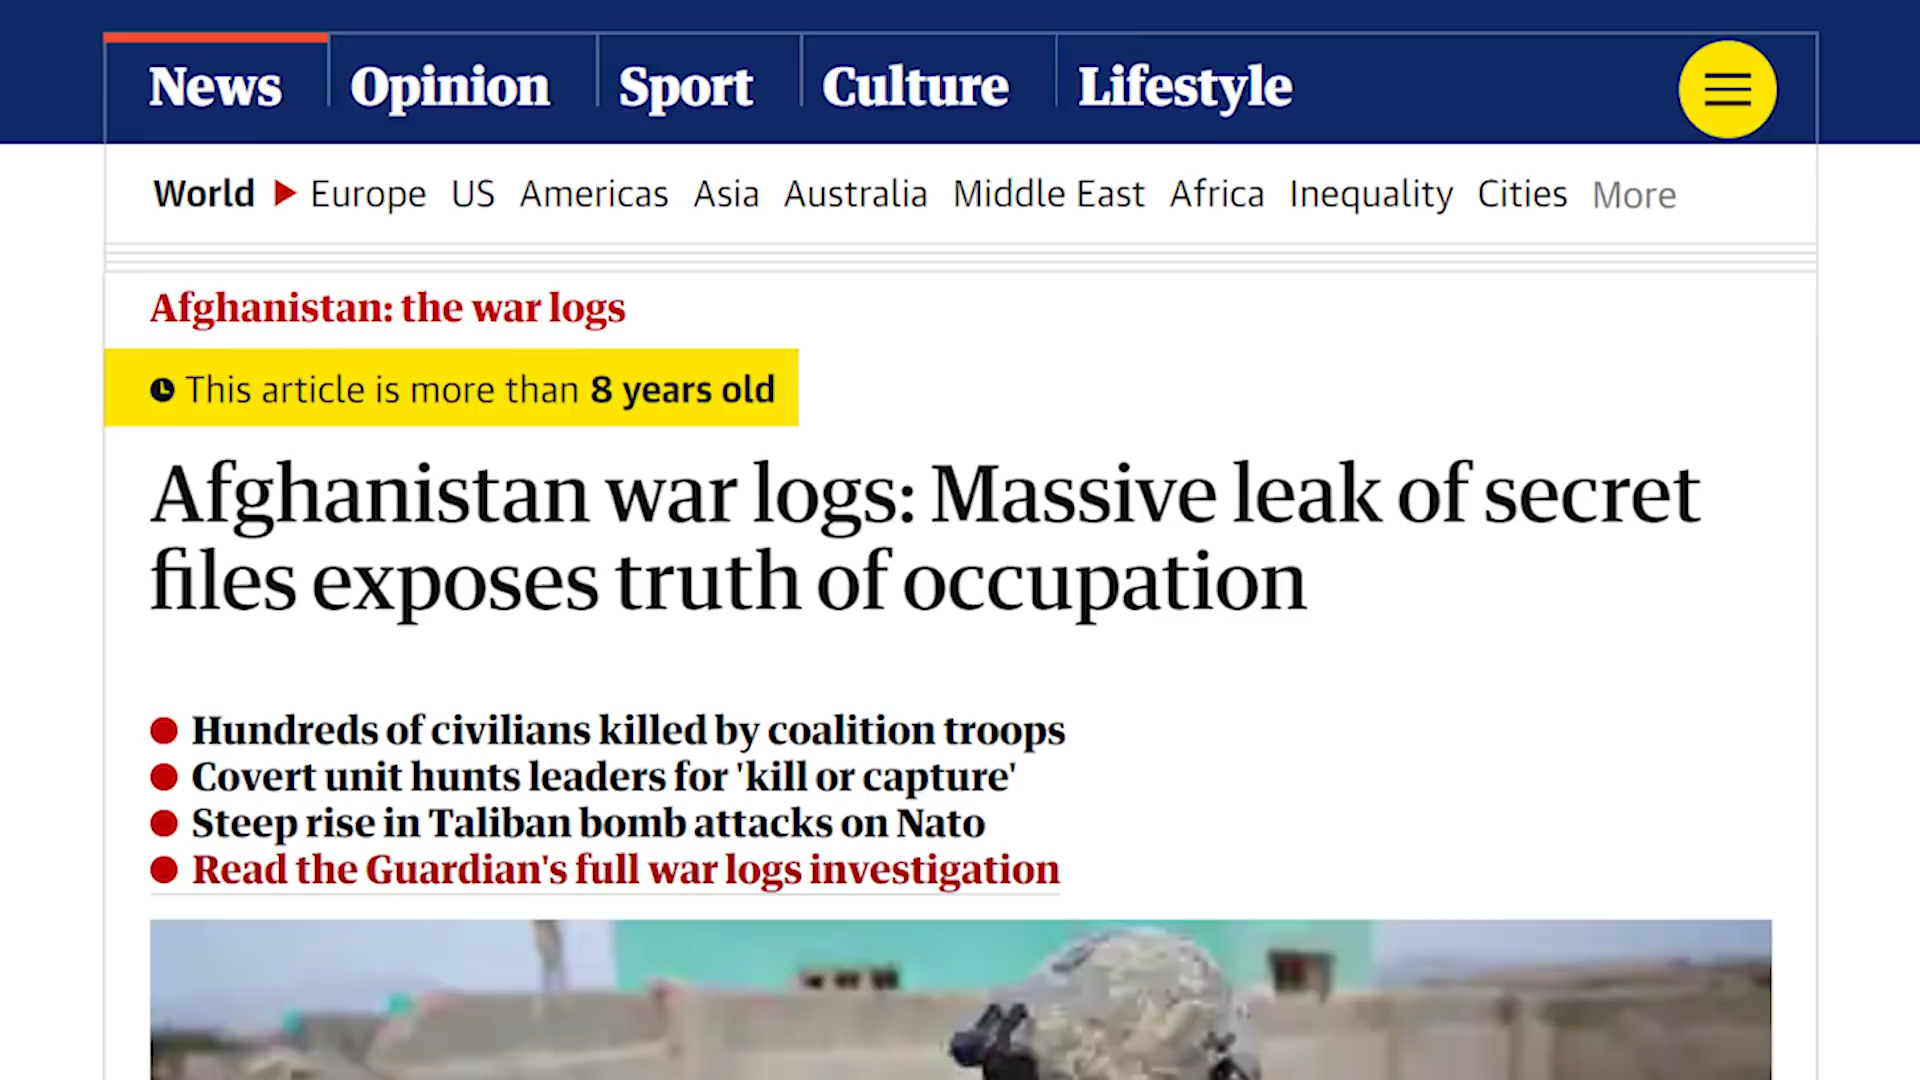 News Opinion Sport Culture Lifestyle
World Europe US Americas Asia Australia Middle East Africa Inequality Cities More
Afghanistan: the war logs
This article is more than 8 years old
Afghanistan war logs: Massive leak of secret
files exposes truth of occupation
Hundreds of civilians killed by coalition troops
Covert unit hunts leaders for 'kill or capture'
Steep rise in Taliban bomb attacks on Nato
Read the Guardian's full war logs investigation